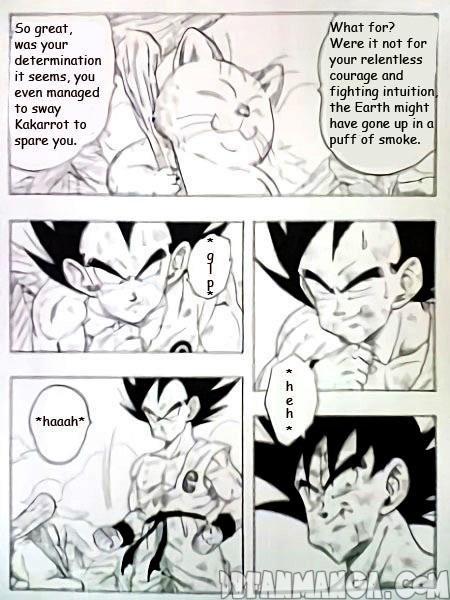 So great,
was your
determination
it seems, you
even managed
to sway
Kakarrot to
spare you.
What for?
Were it not for
your relentless
courage and
fighting intuition,
the Earth might
have gone up in a
puff of smoke.
*glp*
*heh*
*haaah*
DBFANMANGA.COM